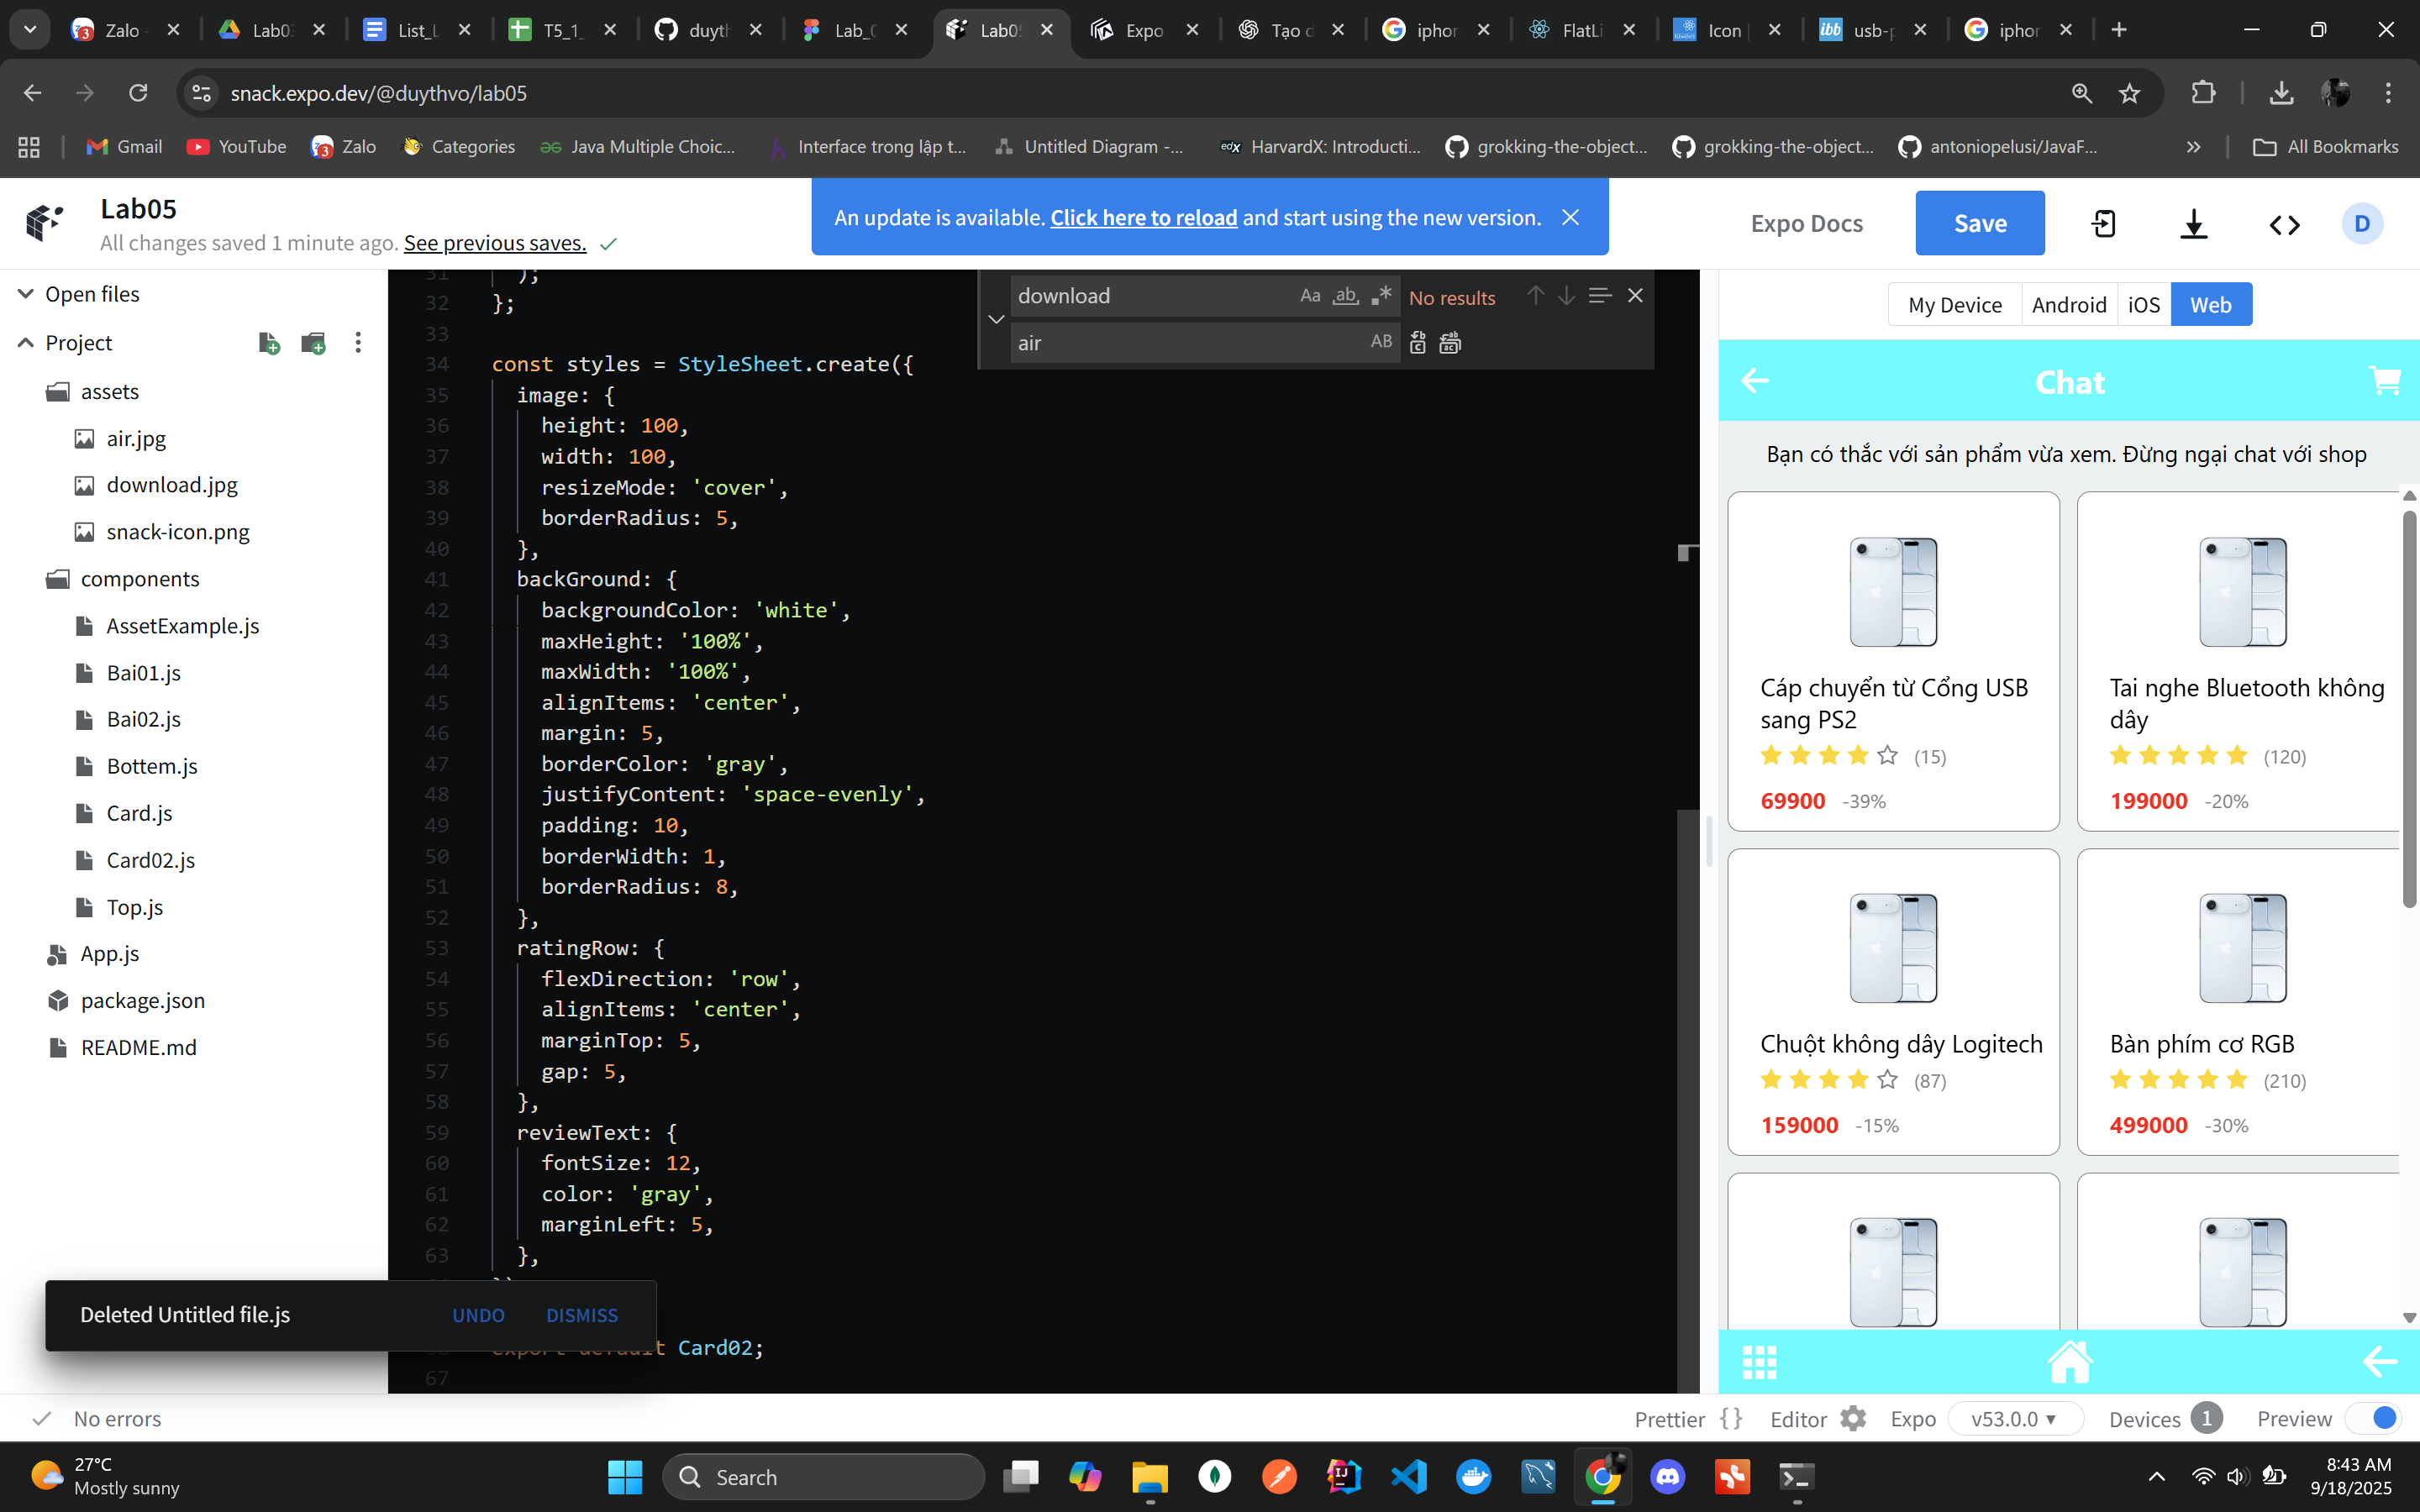 Zalo
Lab03
List_L
T5_1_
duyth
Lab_0
Lab05
Expo
Tạo d
iphor
FlatLi
Icon
usb-p
iphor
snack.expo.dev/@duythvo/lab05
Gmail
YouTube
Zalo
Categories
Java Multiple Choic...
Interface trong lập t...
Untitled Diagram -...
HarvardX: Introducti...
grokking-the-object...
grokking-the-object...
antoniopelusi/JavaF...
All Bookmarks
Lab05
All changes saved 1 minute ago. See previous saves.
An update is available. Click here to reload and start using the new version.
Expo Docs
Save
D
Open files
Project
assets
air.jpg
download.jpg
snack-icon.png
components
AssetExample.js
Bai01.js
Bai02.js
Bottem.js
Card.js
Card02.js
Top.js
App.js
package.json
README.md
download
Aa
ab
No results
air
AB
31 );
32 };
33
34 const styles = StyleSheet.create({
35 image: {
36 height: 100,
37 width: 100,
38 resizeMode: 'cover',
39 borderRadius: 5,
40 },
41 backGround: {
42 backgroundColor: 'white',
43 maxHeight: '100%',
44 maxWidth: '100%',
45 alignItems: 'center',
46 margin: 5,
47 borderColor: 'gray',
48 justifyContent: 'space-evenly',
49 padding: 10,
50 borderWidth: 1,
51 borderRadius: 8,
52 },
53 ratingRow: {
54 flexDirection: 'row',
55 alignItems: 'center',
56 marginTop: 5,
57 gap: 5,
58 },
59 reviewText: {
60 fontSize: 12,
61 color: 'gray',
62 marginLeft: 5,
63 },
export default Card02;
67
Deleted Untitled file.js
UNDO
DISMISS
My Device
Android
iOS
Web
Chat
Bạn có thắc với sản phẩm vừa xem. Đừng ngại chat với shop
Cáp chuyển từ Cổng USB
sang PS2
(15)
69900 -39%
Tai nghe Bluetooth không
dây
(120)
199000 -20%
Chuột không dây Logitech
(87)
159000 -15%
Bàn phím cơ RGB
(210)
499000 -30%
No errors
Prettier { }
Editor
Expo
v53.0.0
Devices 1
Preview
27°C
Mostly sunny
Search
8:43 AM
9/18/2025